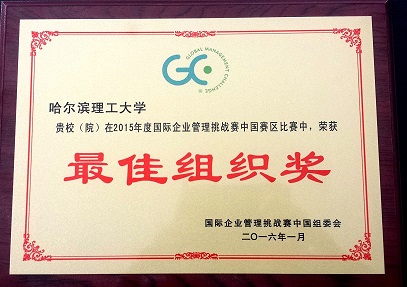 GLOBAL MANAGEMENT CHALLENGE
哈尔滨理工大学
贵校（院）在2015年度国际企业管理挑战赛中国赛区比赛中，荣获
最佳组织奖
国际企业管理挑战赛中国组委会
二〇一六年一月